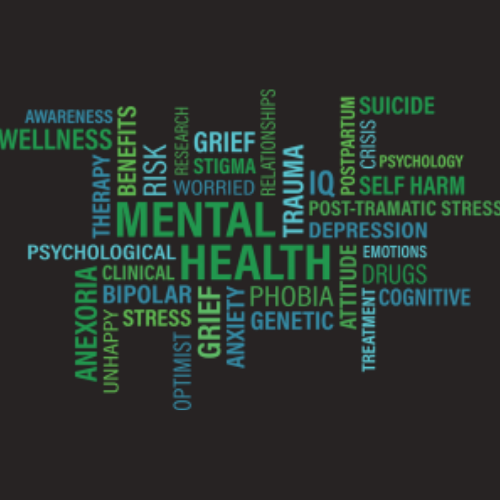 AWARENESS
WELLNESS
THERAPY
BENEFITS
RISK
RESEARCH
GRIEF
STIGMA
WORRIED
RELATIONSHIPS
TRAUMA
IQ
POSTPARTUM
SUICIDE
CRISIS
PSYCHOLOGY
SELF HARM
POST-TRAMATIC STRESS
MENTAL
DEPRESSION
PSYCHOLOGICAL
HEALTH
EMOTIONS
CLINICAL
DRUGS
ANEXORIA
BIPOLAR
GRIEF
ANXIETY
PHOBIA
ATTITUDE
TREATMENT
COGNITIVE
UNHAPPY
STRESS
OPTIMIST
GENETIC